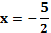 x = -5/2